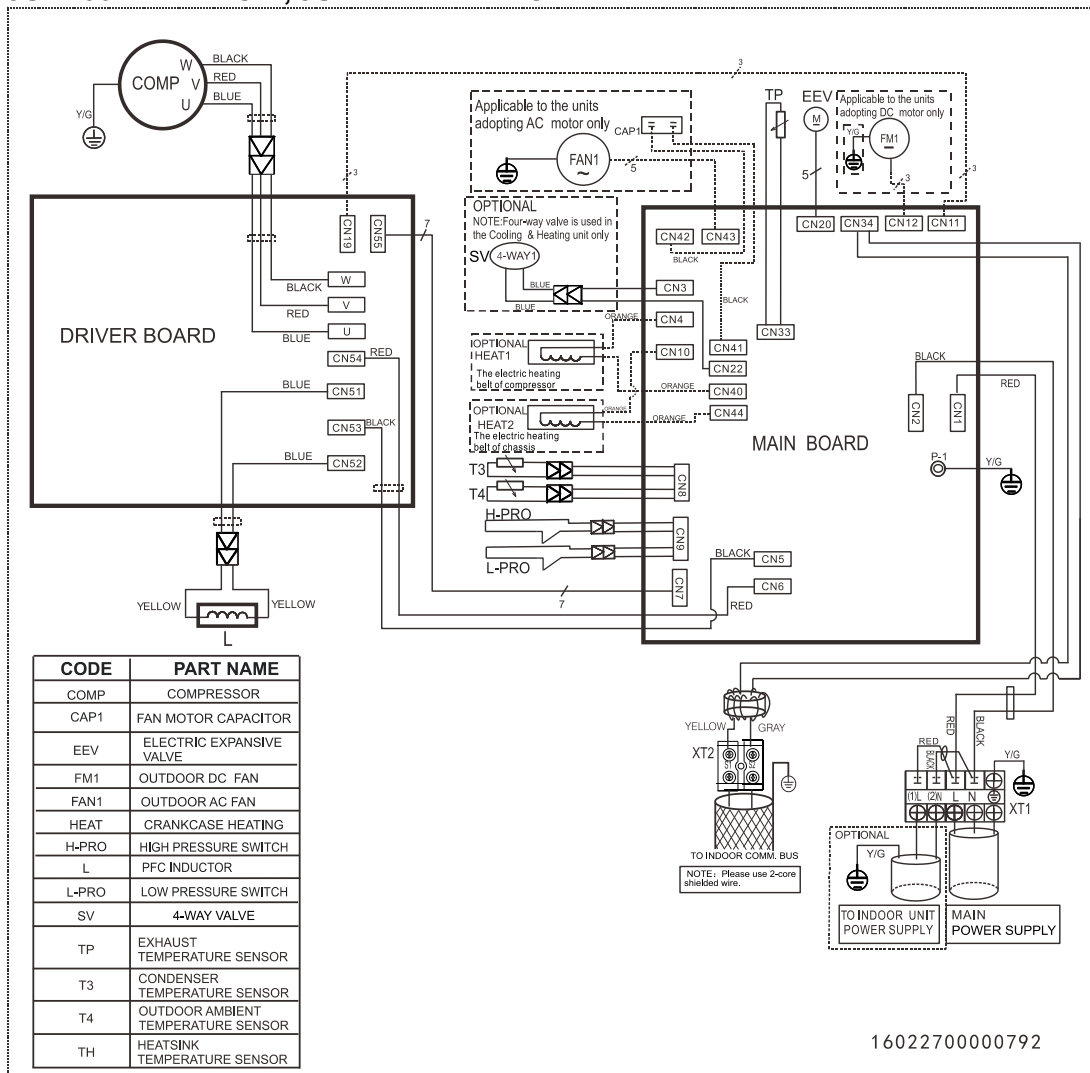 W
BLACK
COMP
V
RED
U
BLUE
Y/G
3
Applicable to the units
adopting AC motor only
CAP1
FAN1
~
5
TP
EEV
M
5
Applicable to the units
adopting DC motor only
Y/G
FM1
3
3
OPTIONAL
NOTE:Four-way valve is used in
the Cooling & Heating unit only
SV
4-WAY1
BLUE
BLUE
3
CN19
CN55
7
W
BLACK
V
RED
U
BLUE
DRIVER BOARD
CN54
RED
BLUE
CN51
CN53
BLACK
BLUE
CN52
YELLOW
YELLOW
L
CN42
CN43
BLACK
CN20
CN34
CN12
CN11
CN3
BLACK
ORANGE
CN4
CN33
CN10
CN41
CN22
ORANGE
CN40
ORANGE
ORANGE
CN44
OPTIONAL
HEAT1
The electric heating
belt of compressor
OPTIONAL
HEAT2
The electric heating
belt of chassis
BLACK
RED
CN2
CN1
MAIN BOARD
P-1
Y/G
T3
T4
CN8
H-PRO
L-PRO
CN9
CN7
7
BLACK
CN5
CN6
RED
YELLOW
GRAY
XT2
S1
S2
TO INDOOR COMM. BUS
NOTE: Please use 2-core
shielded wire.
RED
BLACK
RED
BLACK
Y/G
(1)L (2)N L N
XT1
OPTIONAL
Y/G
TO INDOOR UNIT
POWER SUPPLY
MAIN
POWER SUPPLY
CODE PART NAME
COMP COMPRESSOR
CAP1 FAN MOTOR CAPACITOR
EEV ELECTRIC EXPANSIVE
VALVE
FM1 OUTDOOR DC FAN
FAN1 OUTDOOR AC FAN
HEAT CRANKCASE HEATING
H-PRO HIGH PRESSURE SWITCH
L PFC INDUCTOR
L-PRO LOW PRESSURE SWITCH
SV 4-WAY VALVE
TP EXHAUST
TEMPERATURE SENSOR
T3 CONDENSER
TEMPERATURE SENSOR
T4 OUTDOOR AMBIENT
TEMPERATURE SENSOR
TH HEATSINK
TEMPERATURE SENSOR
16022700000792